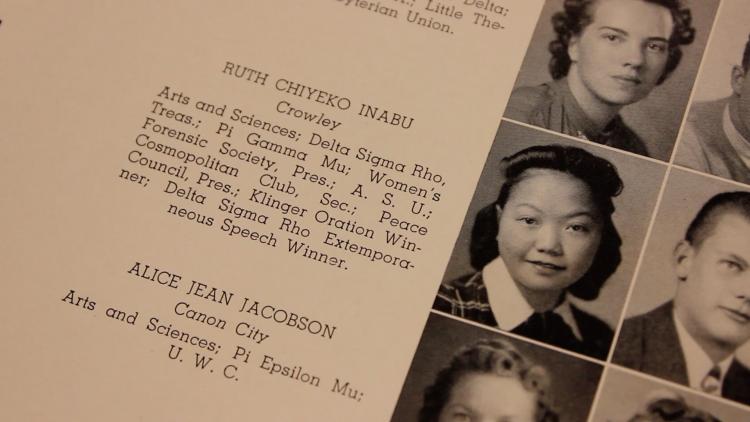 Delta;
Little The-
byterian Union.
RUTH CHIYEKO INABU
Crowley
Arts and Sciences; Delta Sigma Rho,
Treas.; Pi Gamma Mu; Women's
Forensic Society, Pres.; A. S. U.;
Cosmopolitan Club, Sec.; Peace
Council, Pres.; Klinger Oration Win-
ner; Delta Sigma Rho Extempora-
neous Speech Winner.
ALICE JEAN JACOBSON
Canon City
Arts and Sciences; Pi Epsilon Mu;
U. W. C.